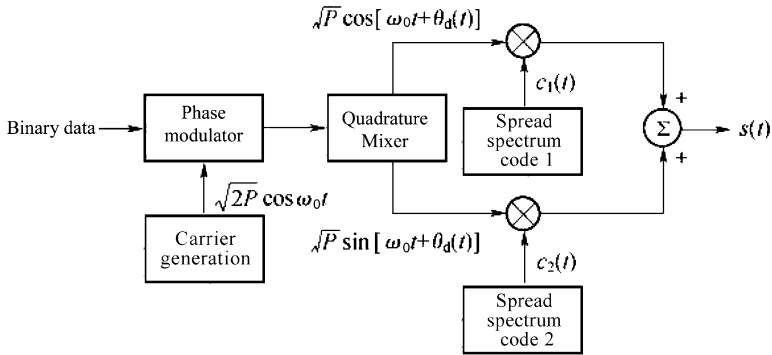 √P cos[ ω₀t+θd(t)]
c₁(t)
Binary data
Phase
modulator
Quadrature
Mixer
Spread
spectrum
code 1
+
Σ
+
s(t)
√2P cos ω₀t
Carrier
generation
√P sin[ ω₀t+θd(t)]
c₂(t)
Spread
spectrum
code 2